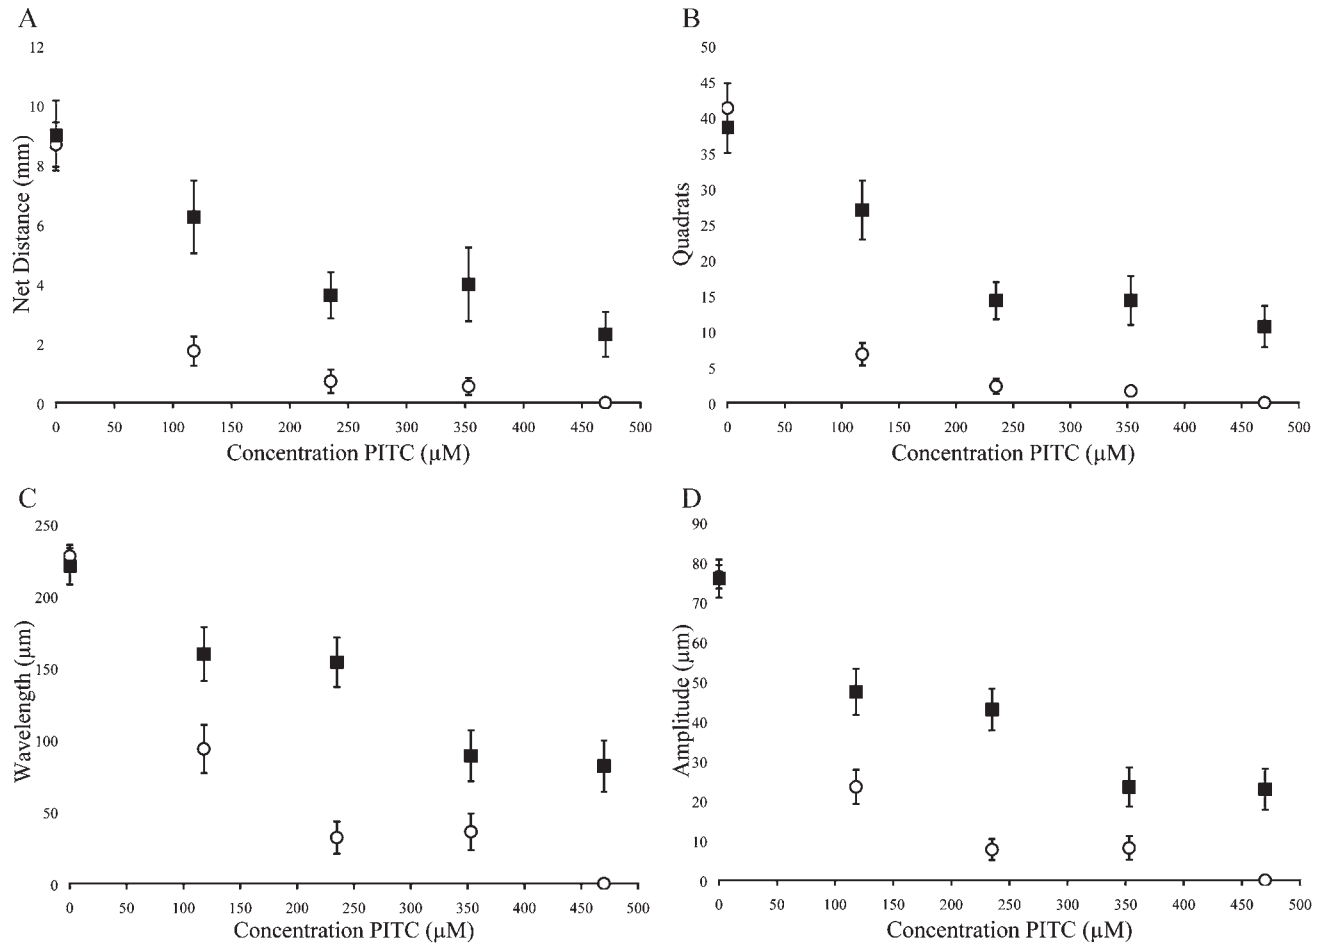 A
12
10
8
6
4
2
0
Net Distance (mm)
0 50 100 150 200 250 300 350 400 450 500
Concentration PITC (μM)
B
50
45
40
35
30
25
20
15
10
5
0
Quadrats
0 50 100 150 200 250 300 350 400 450 500
Concentration PITC (μM)
C
250
200
150
100
50
0
Wavelength (μm)
0 50 100 150 200 250 300 350 400 450 500
Concentration PITC (μM)
D
90
80
70
60
50
40
30
20
10
0
Amplitude (μm)
0 50 100 150 200 250 300 350 400 450 500
Concentration PITC (μM)